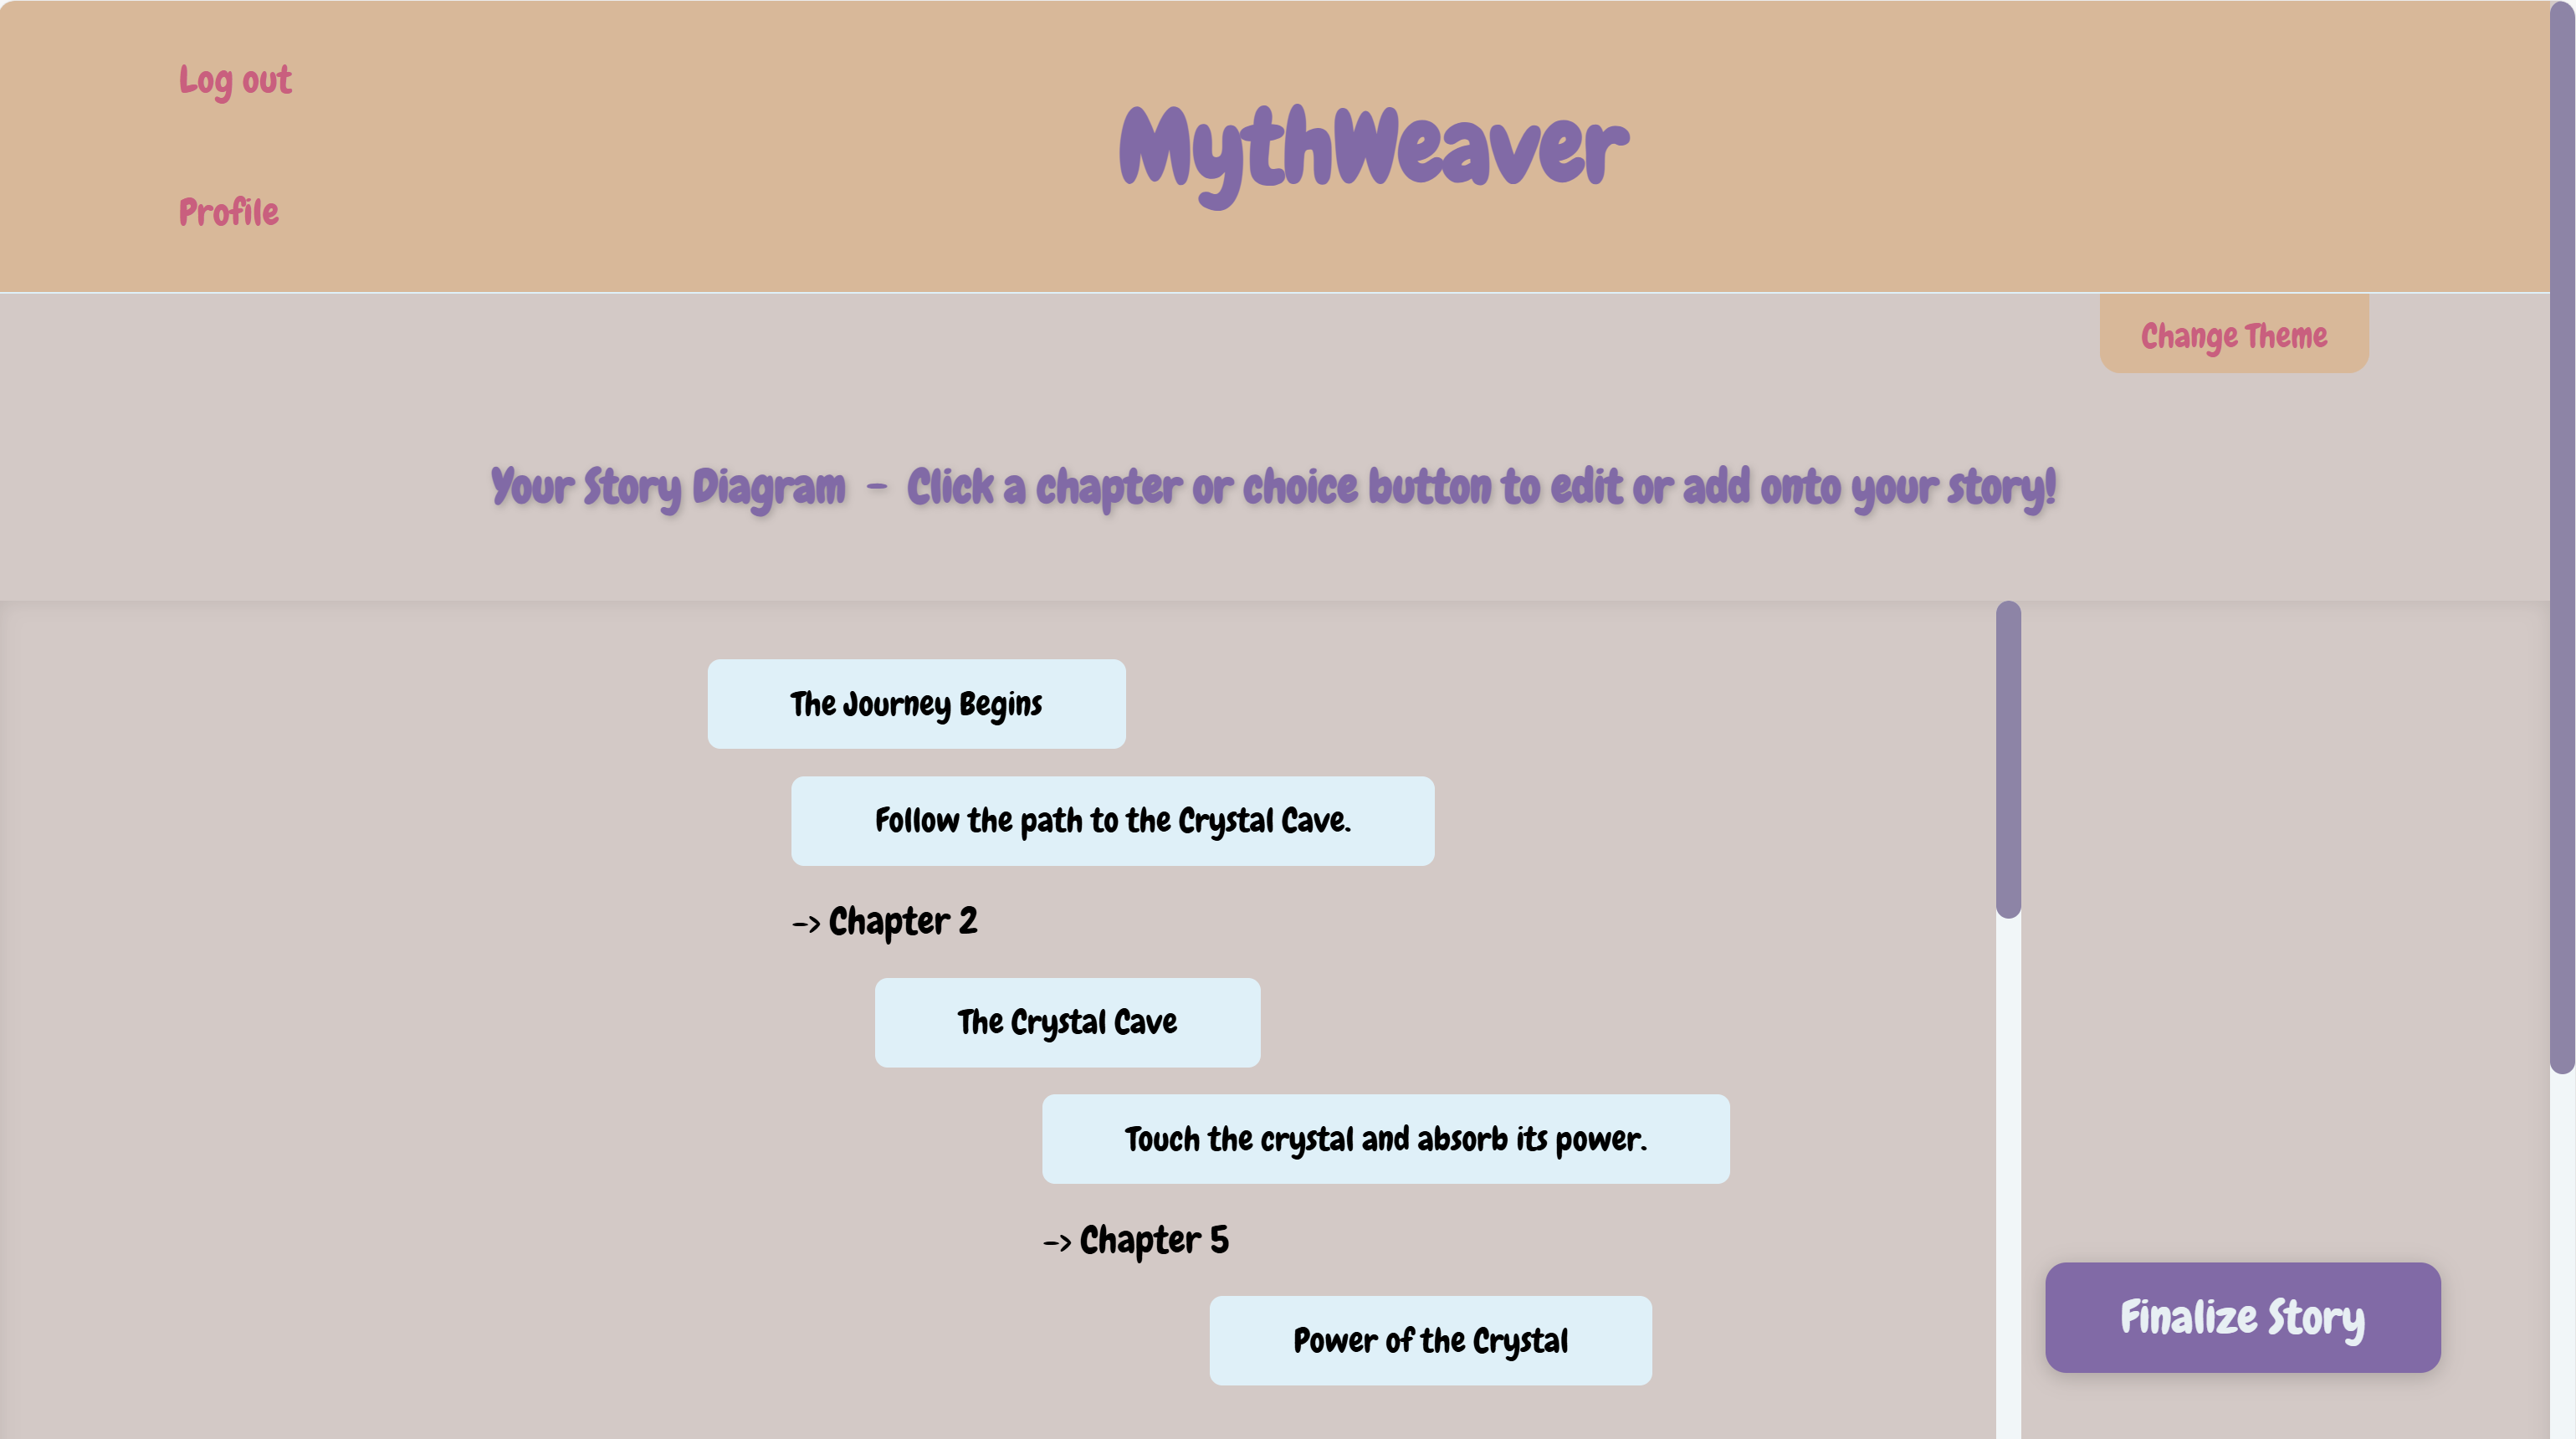 Log out
MythWeaver
Profile
Change Theme
Your Story Diagram - Click a chapter or choice button to edit or add onto your story!
The Journey Begins
Follow the path to the Crystal Cave.
-> Chapter 2
The Crystal Cave
Touch the crystal and absorb its power.
-> Chapter 5
Power of the Crystal
Finalize Story